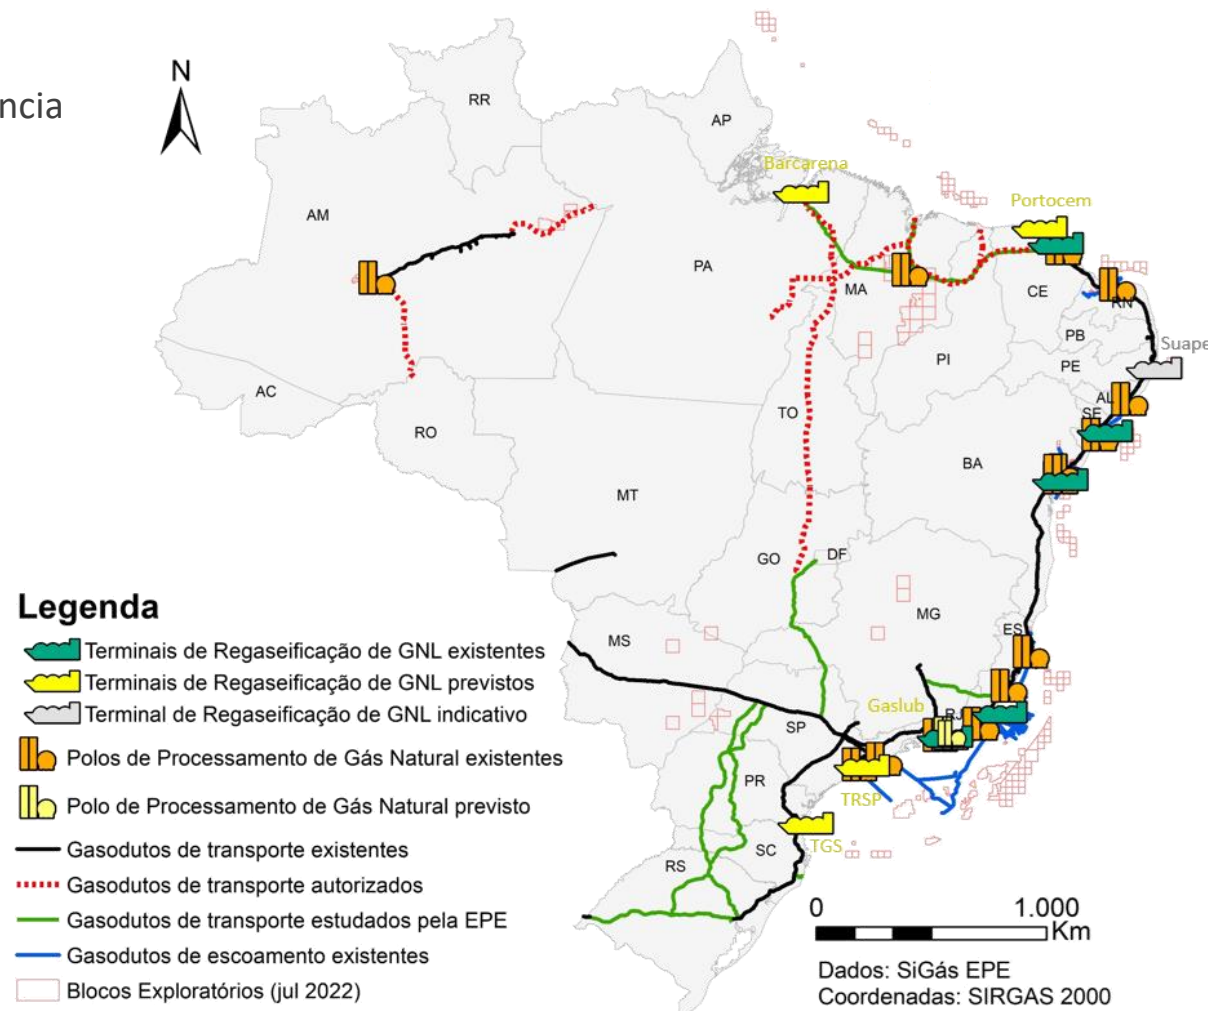 ncia
N
RR
AP
Barcarena
Portocem
AM
PA
MA
CE
RN
PB
Suape
PI
PE
AC
AL
SE
TO
RO
BA
MT
GO
DF
MG
ES
MS
Gaslub
RJ
SP
PR
TRSP
TGS
SC
RS
Legenda
Terminais de Regaseificação de GNL existentes
Terminais de Regaseificação de GNL previstos
Terminal de Regaseificação de GNL indicativo
Polos de Processamento de Gás Natural existentes
Polo de Processamento de Gás Natural previsto
Gasodutos de transporte existentes
Gasodutos de transporte autorizados
Gasodutos de transporte estudados pela EPE
Gasodutos de escoamento existentes
Blocos Exploratórios (jul 2022)
0 1.000
Km
Dados: SiGás EPE
Coordenadas: SIRGAS 2000